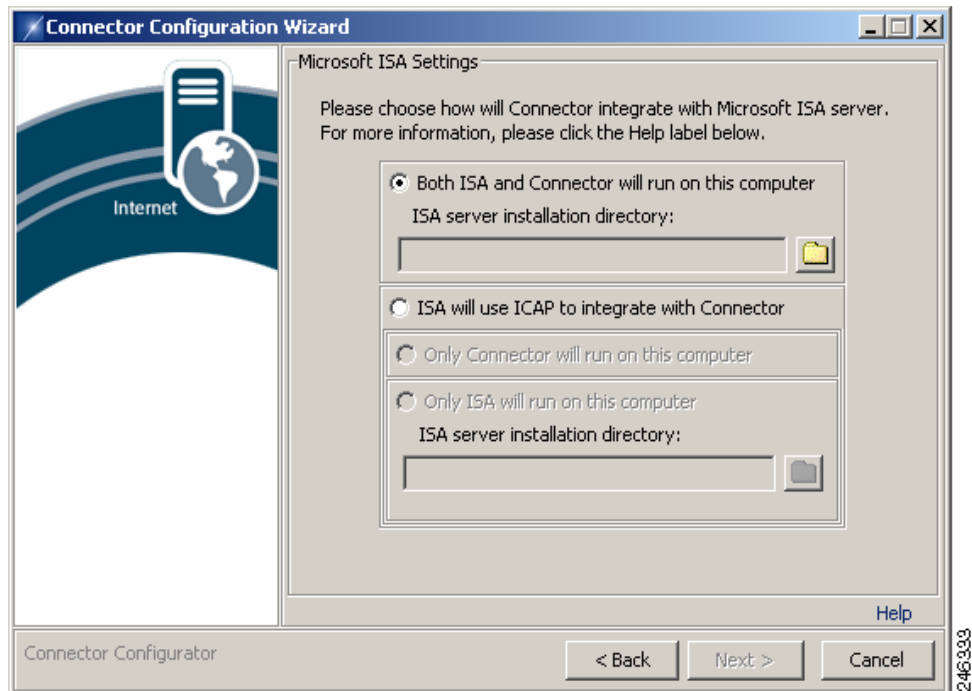 Connector Configuration Wizard
Internet
Microsoft ISA Settings
Please choose how will Connector integrate with Microsoft ISA server.
For more information, please click the Help label below.
Both ISA and Connector will run on this computer
ISA server installation directory:
ISA will use ICAP to integrate with Connector
Only Connector will run on this computer
Only ISA will run on this computer
ISA server installation directory:
Help
Connector Configurator
< Back
Next >
Cancel
246333